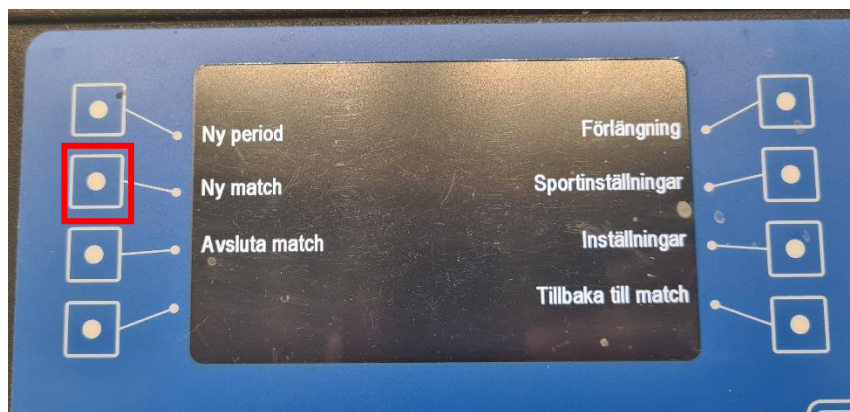 Ny period
Förlängning
Ny match
Sportinställningar
Avsluta match
Inställningar
Tillbaka till match